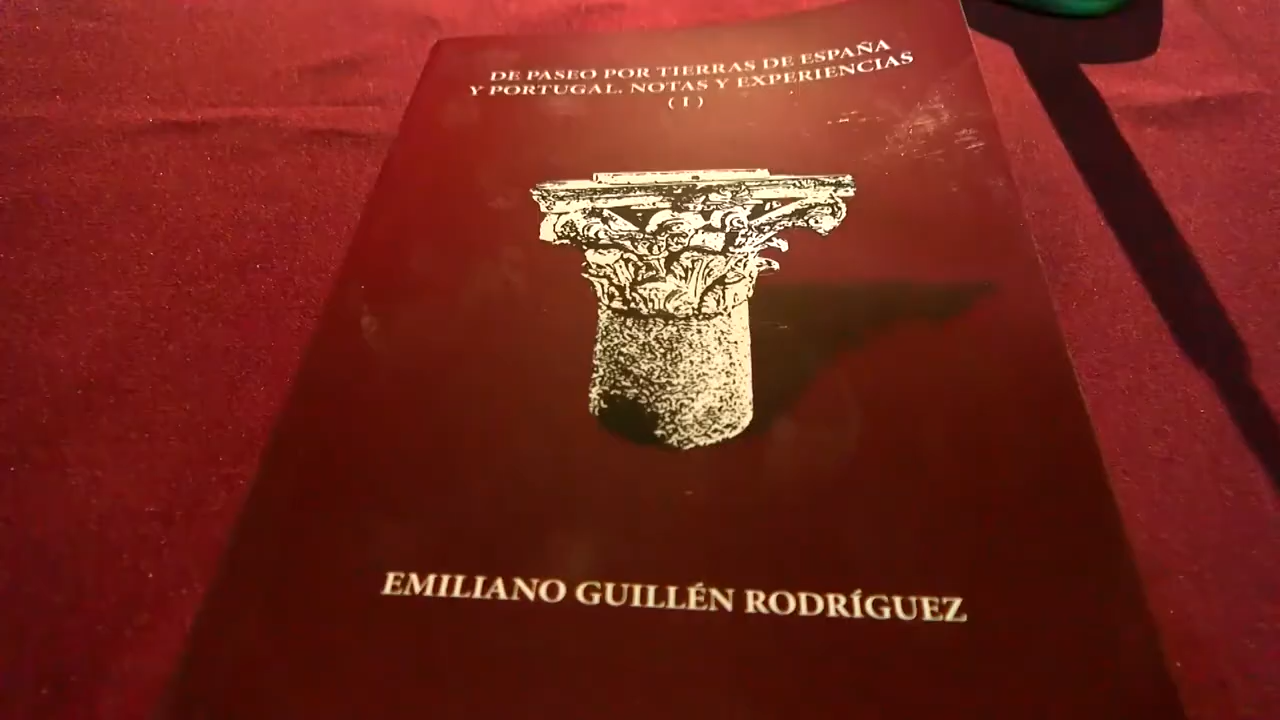 DE PASEO POR TIERRAS DE ESPAÑA
Y PORTUGAL. NOTAS Y EXPERIENCIAS
( I )
EMILIANO GUILLÉN RODRÍGUEZ